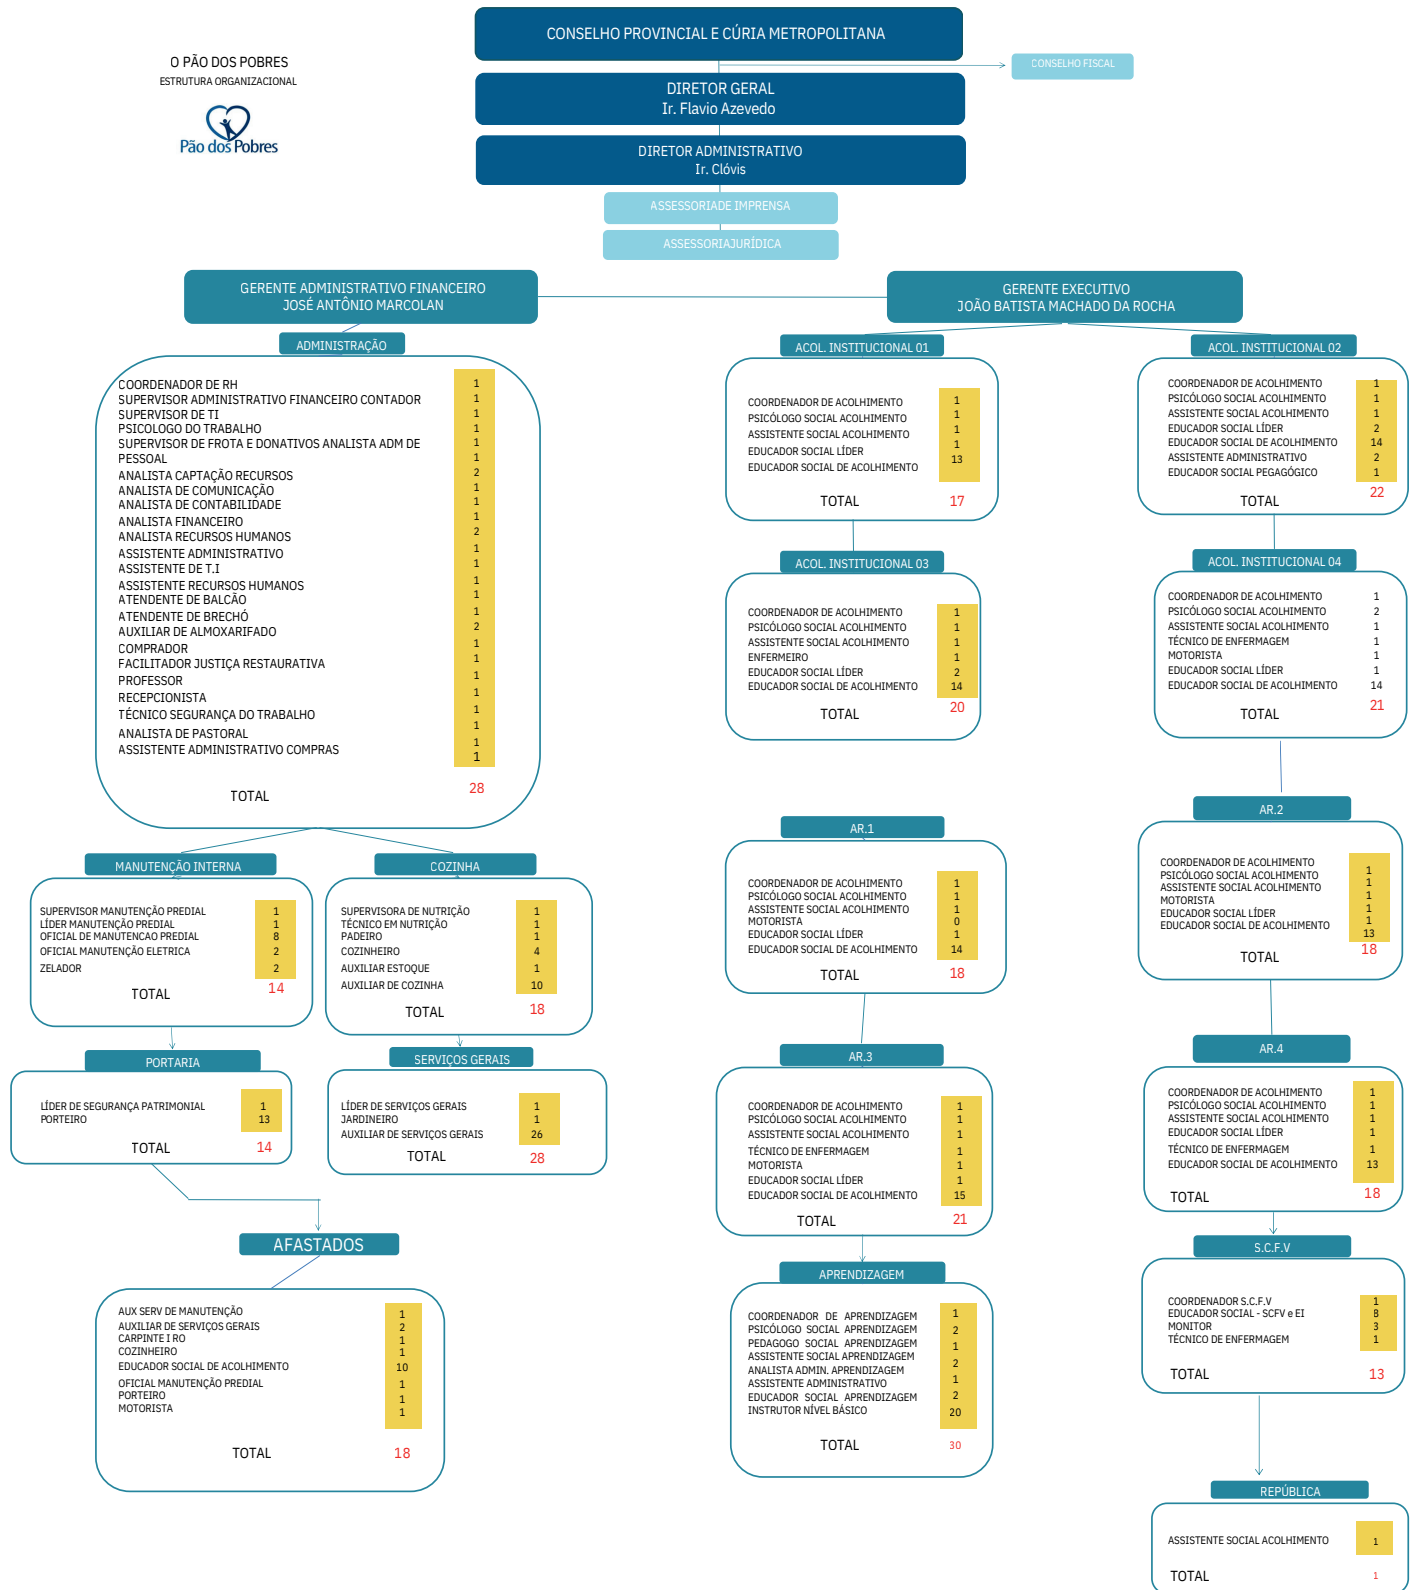 CONSELHO PROVINCIAL E CÚRIA METROPOLITANA
O PÃO DOS POBRES
ESTRUTURA ORGANIZACIONAL
Pão dos Pobres
CONSELHO FISCAL
DIRETOR GERAL
Ir. Flavio Azevedo
DIRETOR ADMINISTRATIVO
Ir. Clóvis
ASSESSORIADE IMPRENSA
ASSESSORIAJURÍDICA
GERENTE ADMINISTRATIVO FINANCEIRO
JOSÉ ANTÔNIO MARCOLAN
GERENTE EXECUTIVO
JOÃO BATISTA MACHADO DA ROCHA
ADMINISTRAÇÃO
COORDENADOR DE RH 1
SUPERVISOR ADMINISTRATIVO FINANCEIRO CONTADOR 1
SUPERVISOR DE TI 1
PSICOLOGO DO TRABALHO 1
SUPERVISOR DE FROTA E DONATIVOS ANALISTA ADM DE 1
PESSOAL 1
ANALISTA CAPTAÇÃO RECURSOS 2
ANALISTA DE COMUNICAÇÃO 1
ANALISTA DE CONTABILIDADE 1
ANALISTA FINANCEIRO 1
ANALISTA RECURSOS HUMANOS 2
ASSISTENTE ADMINISTRATIVO 1
ASSISTENTE DE T.I 1
ASSISTENTE RECURSOS HUMANOS 1
ATENDENTE DE BALCÃO 1
ATENDENTE DE BRECHÓ 1
AUXILIAR DE ALMOXARIFADO 2
COMPRADOR 1
FACILITADOR JUSTIÇA RESTAURATIVA 1
PROFESSOR 1
RECEPCIONISTA 1
TÉCNICO SEGURANÇA DO TRABALHO 1
ANALISTA DE PASTORAL 1
ASSISTENTE ADMINISTRATIVO COMPRAS 1
1
TOTAL 28
ACOL. INSTITUCIONAL 01
COORDENADOR DE ACOLHIMENTO 1
PSICÓLOGO SOCIAL ACOLHIMENTO 1
ASSISTENTE SOCIAL ACOLHIMENTO 1
EDUCADOR SOCIAL LÍDER 1
EDUCADOR SOCIAL DE ACOLHIMENTO 13
TOTAL 17
ACOL. INSTITUCIONAL 02
COORDENADOR DE ACOLHIMENTO 1
PSICÓLOGO SOCIAL ACOLHIMENTO 1
ASSISTENTE SOCIAL ACOLHIMENTO 1
EDUCADOR SOCIAL LÍDER 2
EDUCADOR SOCIAL DE ACOLHIMENTO 14
ASSISTENTE ADMINISTRATIVO 2
EDUCADOR SOCIAL PEGAGÓGICO 1
TOTAL 22
ACOL. INSTITUCIONAL 03
COORDENADOR DE ACOLHIMENTO 1
PSICÓLOGO SOCIAL ACOLHIMENTO 1
ASSISTENTE SOCIAL ACOLHIMENTO 1
ENFERMEIRO 1
EDUCADOR SOCIAL LÍDER 2
EDUCADOR SOCIAL DE ACOLHIMENTO 14
TOTAL 20
ACOL. INSTITUCIONAL 04
COORDENADOR DE ACOLHIMENTO 1
PSICÓLOGO SOCIAL ACOLHIMENTO 2
ASSISTENTE SOCIAL ACOLHIMENTO 1
TÉCNICO DE ENFERMAGEM 1
MOTORISTA 1
EDUCADOR SOCIAL LÍDER 1
EDUCADOR SOCIAL DE ACOLHIMENTO 14
TOTAL 21
MANUTENÇÃO INTERNA
SUPERVISOR MANUTENÇÃO PREDIAL 1
LÍDER MANUTENÇÃO PREDIAL 1
OFICIAL DE MANUTENCAO PREDIAL 8
OFICIAL MANUTENÇÃO ELETRICA 2
ZELADOR 2
TOTAL 14
COZINHA
SUPERVISORA DE NUTRIÇÃO 1
TÉCNICO EM NUTRIÇÃO 1
PADEIRO 1
COZINHEIRO 4
AUXILIAR ESTOQUE 1
AUXILIAR DE COZINHA 10
TOTAL 18
AR.1
COORDENADOR DE ACOLHIMENTO 1
PSICÓLOGO SOCIAL ACOLHIMENTO 1
ASSISTENTE SOCIAL ACOLHIMENTO 1
MOTORISTA 0
EDUCADOR SOCIAL LÍDER 1
EDUCADOR SOCIAL DE ACOLHIMENTO 14
TOTAL 18
AR.2
COORDENADOR DE ACOLHIMENTO 1
PSICÓLOGO SOCIAL ACOLHIMENTO 1
ASSISTENTE SOCIAL ACOLHIMENTO 1
MOTORISTA 1
EDUCADOR SOCIAL LÍDER 1
EDUCADOR SOCIAL DE ACOLHIMENTO 13
TOTAL 18
PORTARIA
LÍDER DE SEGURANÇA PATRIMONIAL 1
PORTEIRO 13
TOTAL 14
SERVIÇOS GERAIS
LÍDER DE SERVIÇOS GERAIS 1
JARDINEIRO 1
AUXILIAR DE SERVIÇOS GERAIS 26
TOTAL 28
AR.3
COORDENADOR DE ACOLHIMENTO 1
PSICÓLOGO SOCIAL ACOLHIMENTO 1
ASSISTENTE SOCIAL ACOLHIMENTO 1
TÉCNICO DE ENFERMAGEM 1
MOTORISTA 1
EDUCADOR SOCIAL LÍDER 1
EDUCADOR SOCIAL DE ACOLHIMENTO 15
TOTAL 21
AR.4
COORDENADOR DE ACOLHIMENTO 1
PSICÓLOGO SOCIAL ACOLHIMENTO 1
ASSISTENTE SOCIAL ACOLHIMENTO 1
EDUCADOR SOCIAL LÍDER 1
TÉCNICO DE ENFERMAGEM 1
EDUCADOR SOCIAL DE ACOLHIMENTO 13
TOTAL 18
AFASTADOS
AUX SERV DE MANUTENÇÃO 1
AUXILIAR DE SERVIÇOS GERAIS 2
CARPINTE I RO 1
COZINHEIRO 1
EDUCADOR SOCIAL DE ACOLHIMENTO 10
OFICIAL MANUTENÇÃO PREDIAL 1
PORTEIRO 1
MOTORISTA 1
TOTAL 18
APRENDIZAGEM
COORDENADOR DE APRENDIZAGEM 1
PSICÓLOGO SOCIAL APRENDIZAGEM 2
PEDAGOGO SOCIAL APRENDIZAGEM 1
ASSISTENTE SOCIAL APRENDIZAGEM 2
ANALISTA ADMIN. APRENDIZAGEM 1
ASSISTENTE ADMINISTRATIVO 2
EDUCADOR SOCIAL APRENDIZAGEM 20
INSTRUTOR NÍVEL BÁSICO
TOTAL 30
S.C.F.V
COORDENADOR S.C.F.V 1
EDUCADOR SOCIAL - SCFV e EI 8
MONITOR 3
TÉCNICO DE ENFERMAGEM 1
TOTAL 13
REPÚBLICA
ASSISTENTE SOCIAL ACOLHIMENTO 1
TOTAL 1